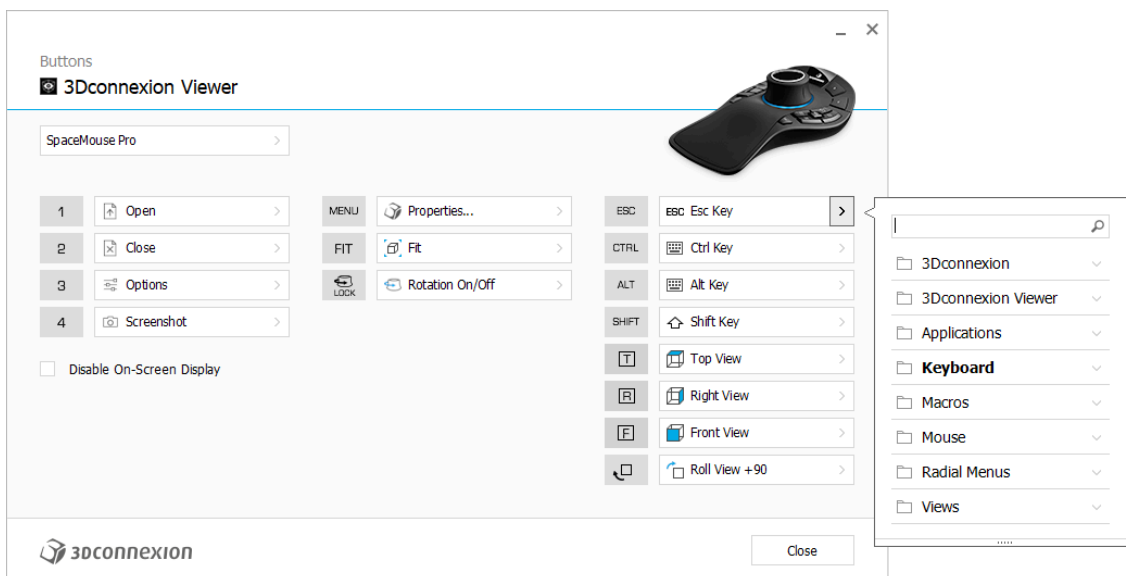 Buttons
3Dconnexion Viewer
SpaceMouse Pro
1 Open
2 Close
3 Options
4 Screenshot
Disable On-Screen Display
MENU Properties...
FIT Fit
LOCK Rotation On/Off
ESC ESC Esc Key
CTRL Ctrl Key
ALT Alt Key
SHIFT Shift Key
T Top View
R Right View
F Front View
Roll View +90
3Dconnexion
3Dconnexion Viewer
Applications
Keyboard
Macros
Mouse
Radial Menus
Views
3Dconnexion
Close